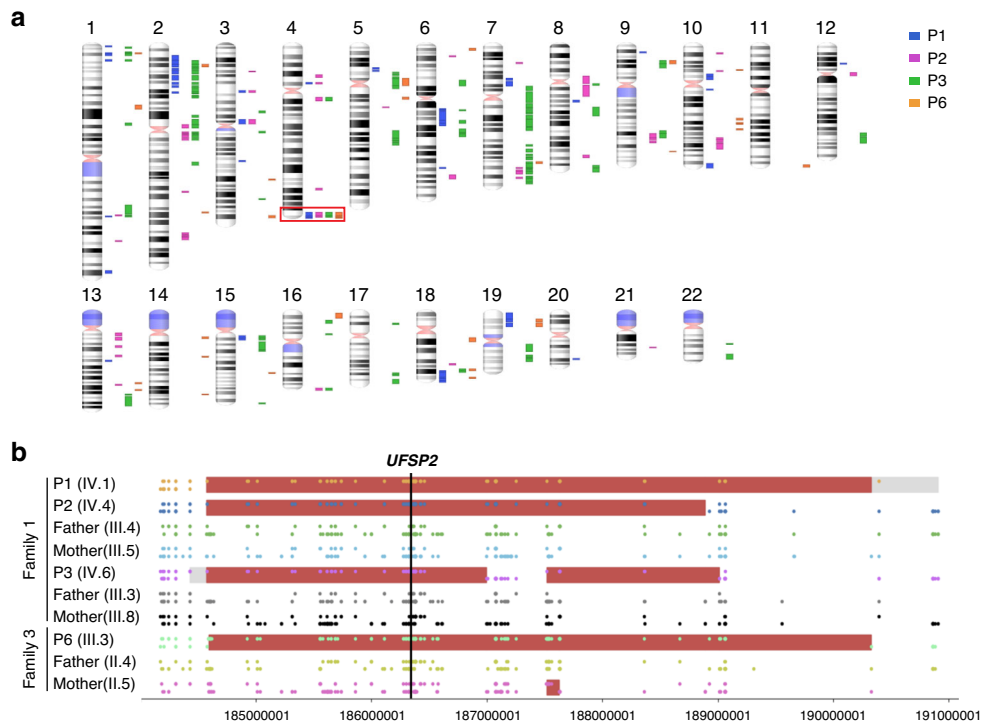 a
1 2 3 4 5 6 7 8 9 10 11 12
P1
P2
P3
P6
13 14 15 16 17 18 19 20 21 22
b
UFSP2
Family 1
P1 (IV.1)
P2 (IV.4)
Father (III.4)
Mother(III.5)
P3 (IV.6)
Father (III.3)
Mother(III.8)
Family 3
P6 (III.3)
Father (II.4)
Mother(II.5)
185000001 186000001 187000001 188000001 189000001 190000001 191000001